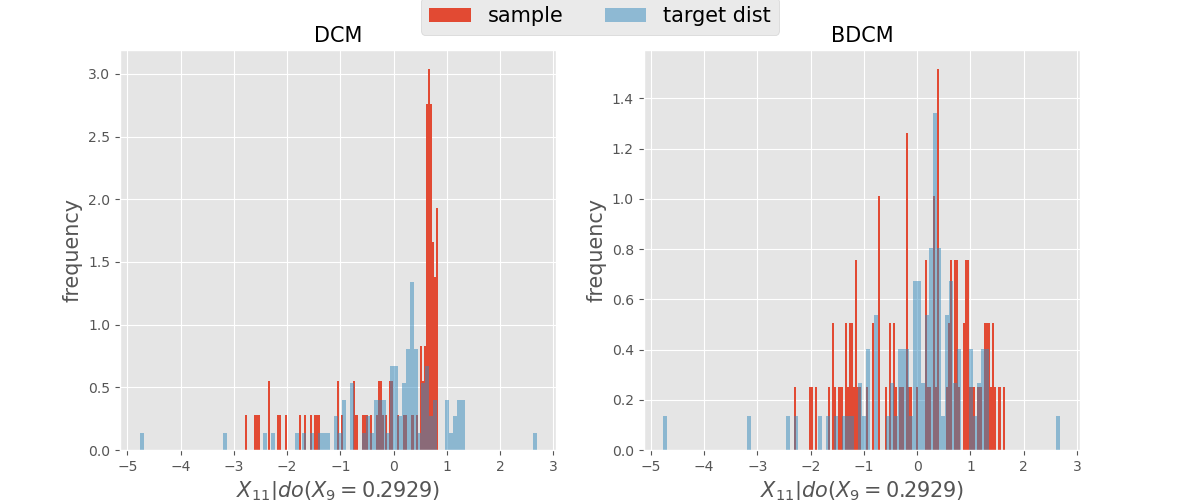 sample target dist
DCM BDCM
frequency
3.0
2.5
2.0
1.5
1.0
0.5
0.0
−5 −4 −3 −2 −1 0 1 2 3
X₁₁|do(X₉ = 0.2929)
frequency
1.4
1.2
1.0
0.8
0.6
0.4
0.2
0.0
−5 −4 −3 −2 −1 0 1 2 3
X₁₁|do(X₉ = 0.2929)